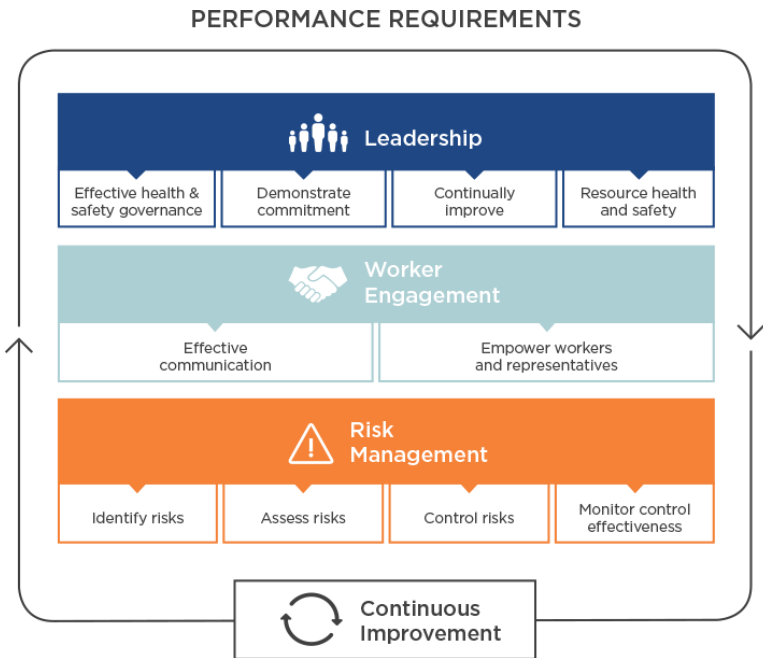 PERFORMANCE REQUIREMENTS
Leadership
Effective health &
safety governance
Demonstrate
commitment
Continually
improve
Resource health
and safety
Worker
Engagement
Effective
communication
Empower workers
and representatives
Risk
Management
Identify risks
Assess risks
Control risks
Monitor control
effectiveness
Continuous
Improvement